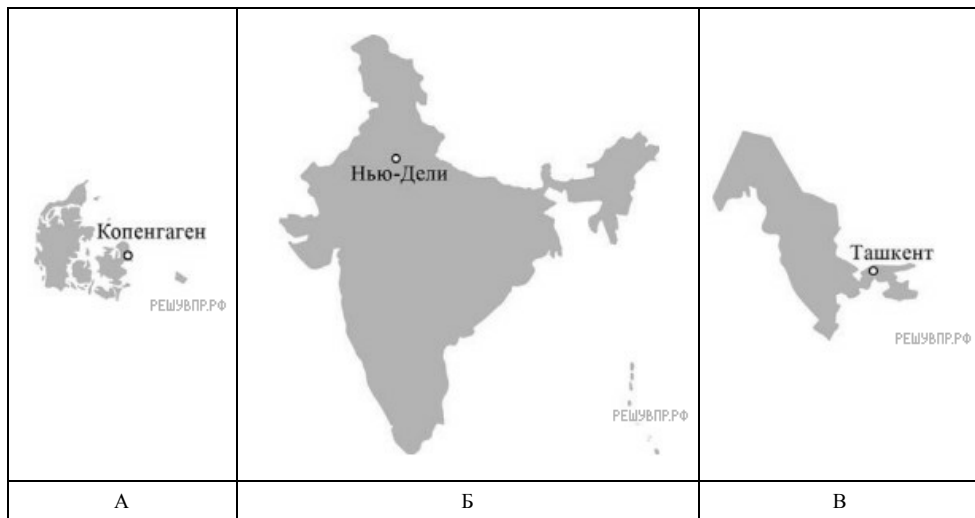 Копенгаген
РЕШУВПР.РФ
Нью-Дели
РЕШУВПР.РФ
Ташкент
РЕШУВПР.РФ
А
Б
В